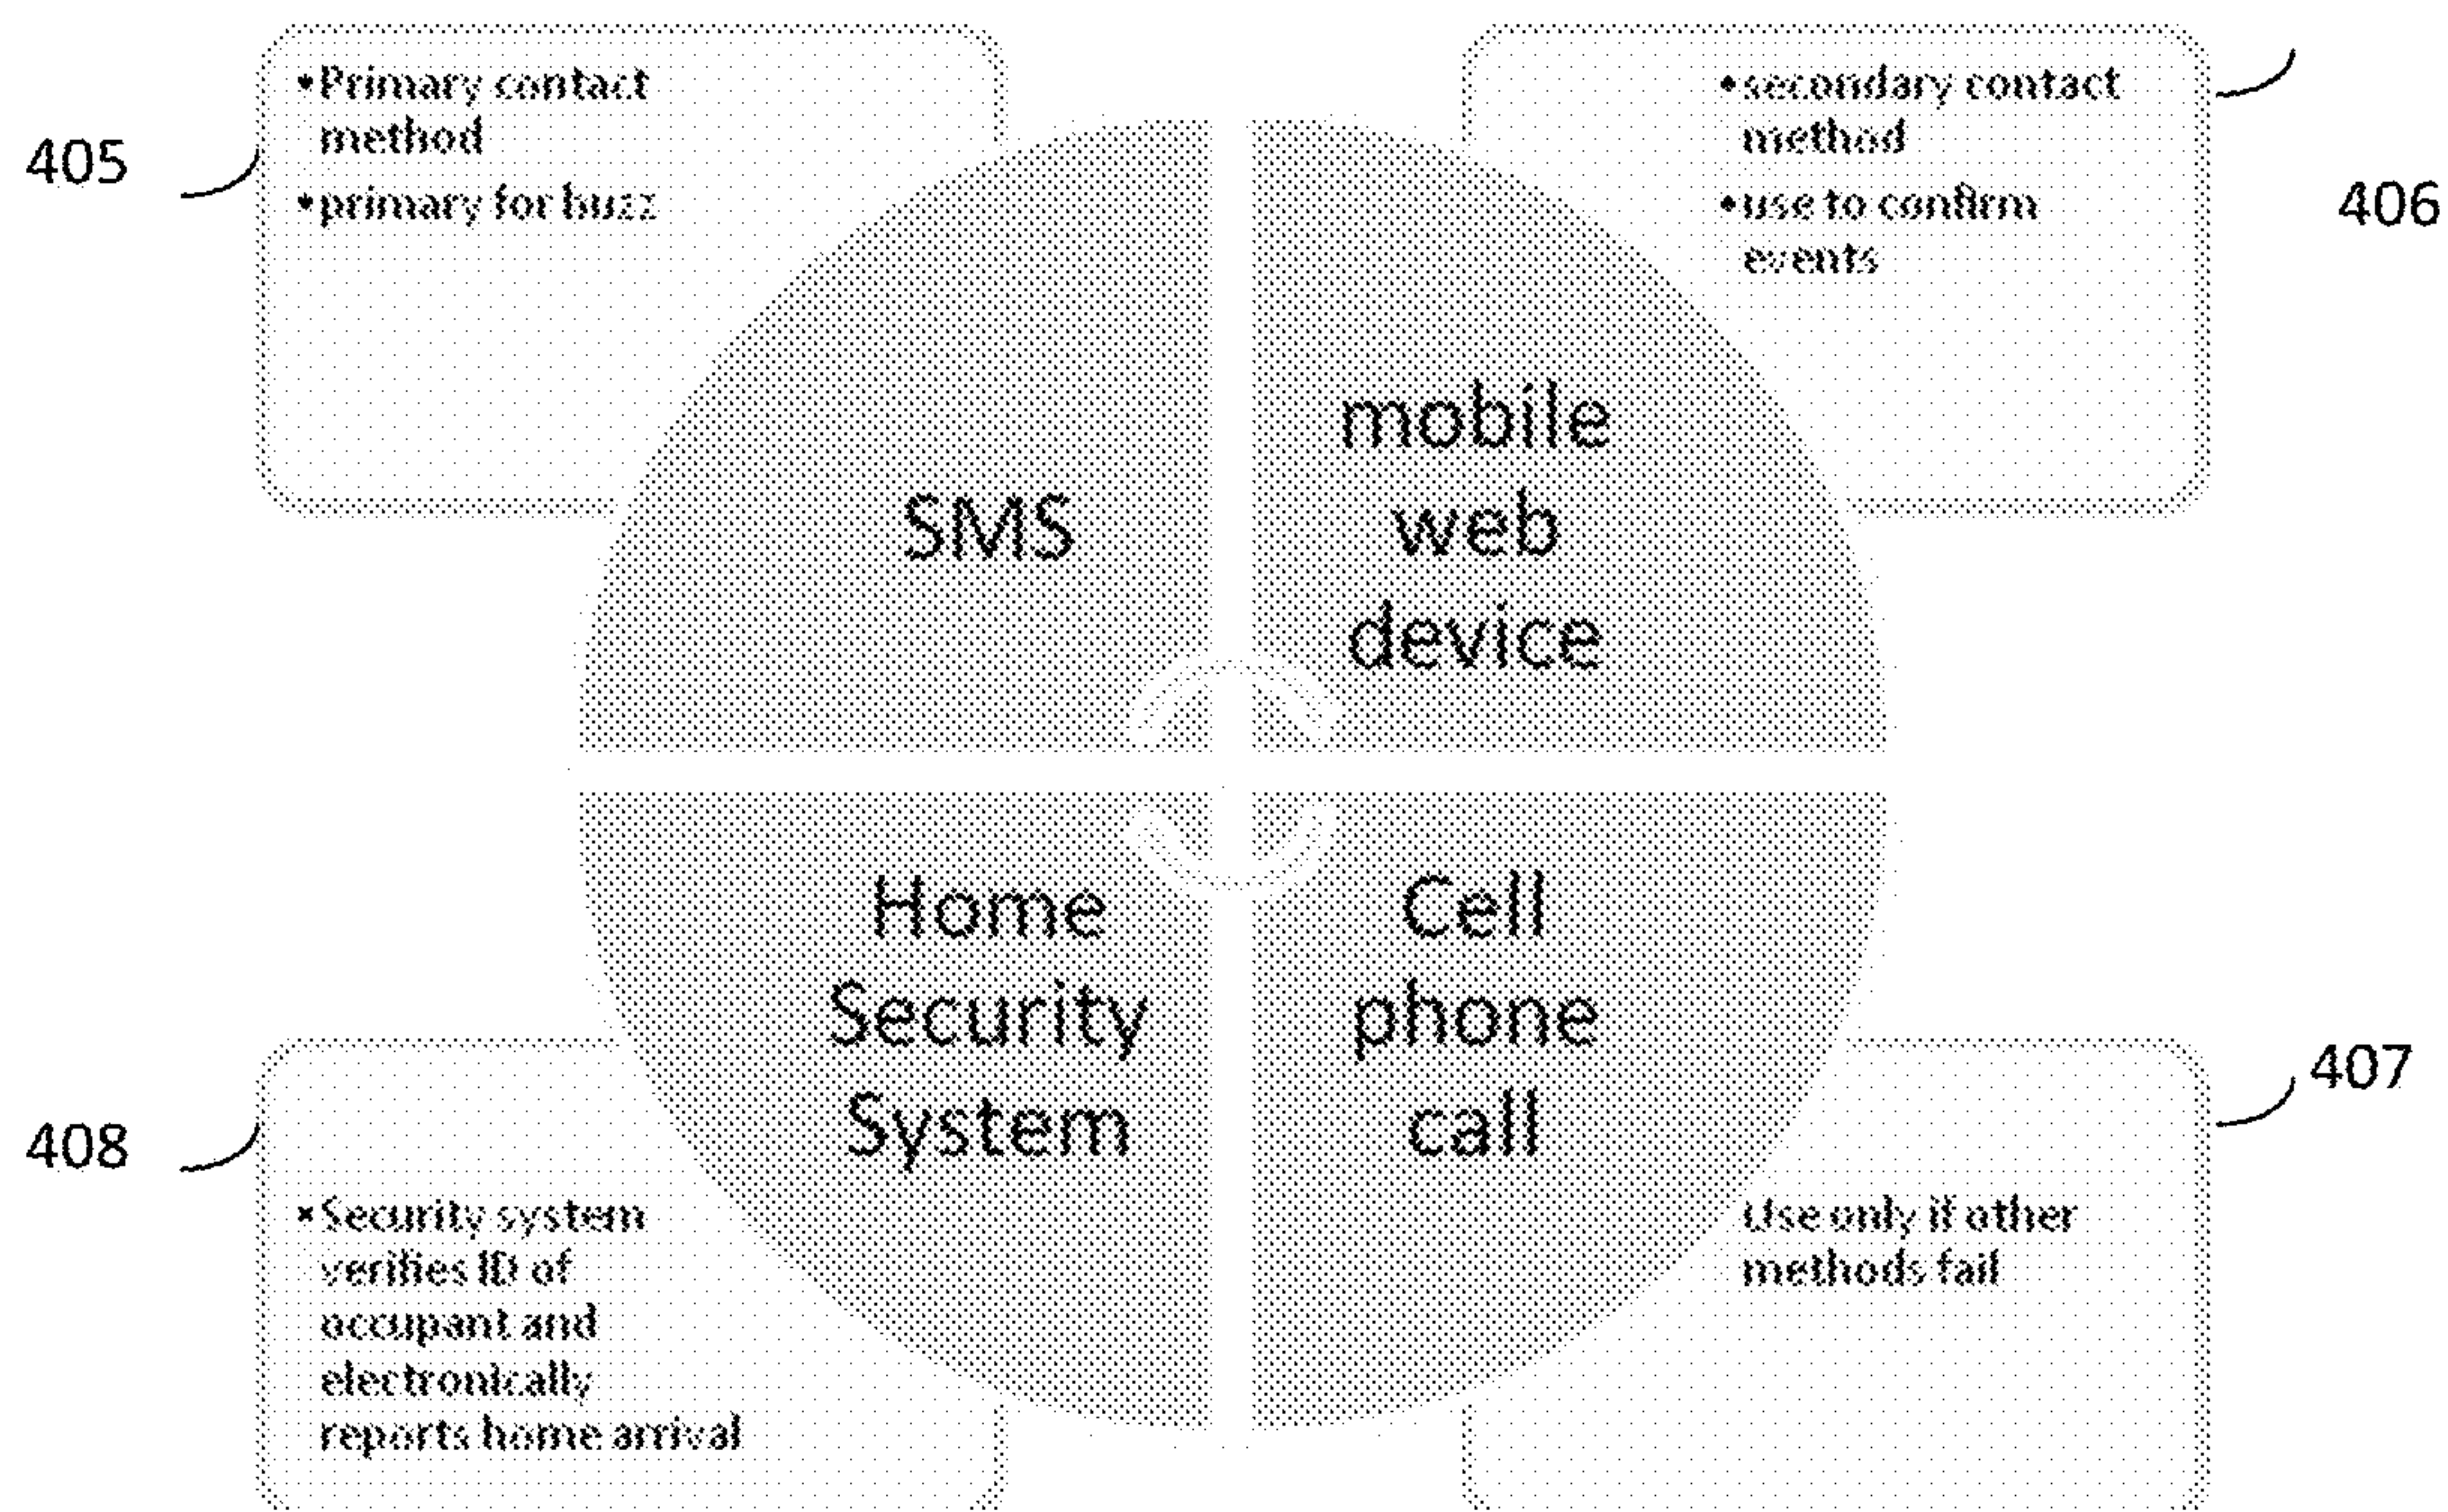 405
•Primary contact
method
•primary for buzz
•secondary contact
method
•use to confirm
events
406
SMS
mobile
web
device
Home
Security
System
Cell
phone
call
408
•Security system
verifies ID of
occupant and
electronically
reports home arrival
407
Use only if other
methods fail